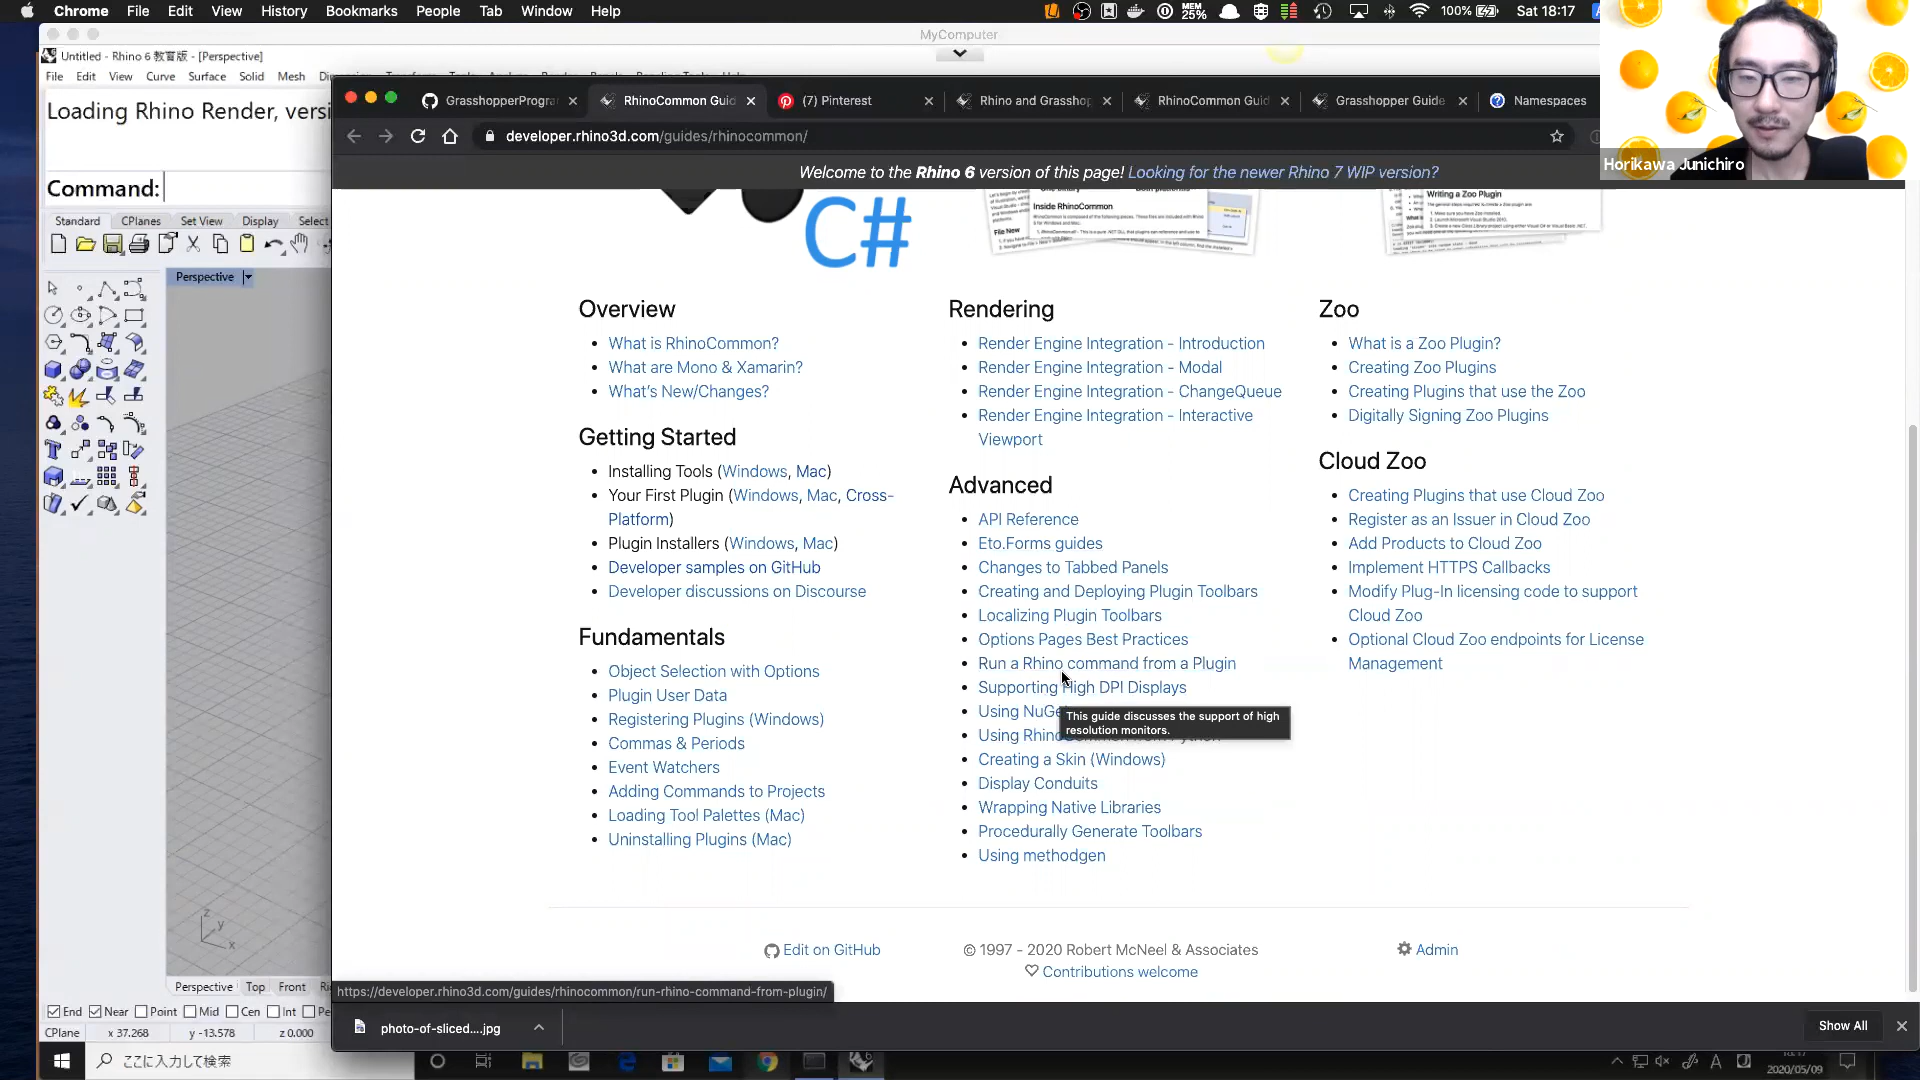 Chrome File Edit View History Bookmarks People Tab Window Help
MEM 25% 100% Sat 18:17
MyComputer
Untitled - Rhino 6 教育版 - [Perspective]
File Edit View Curve Surface Solid Mesh
Loading Rhino Render, versi
Command:
Standard CPlanes Set View Display Select
Perspective
GrasshopperProgra
RhinoCommon Guid
(7) Pinterest
Rhino and Grasshop
RhinoCommon Guid
Grasshopper Guide
Namespaces
developer.rhino3d.com/guides/rhinocommon/
Horikawa Junichiro
Welcome to the Rhino 6 version of this page! Looking for the newer Rhino 7 WIP version?
C#
Inside RhinoCommon
File New
Writing a Zoo Plugin
Overview
What is RhinoCommon?
What are Mono & Xamarin?
What's New/Changes?
Getting Started
Installing Tools (Windows, Mac)
Your First Plugin (Windows, Mac, Cross-
Platform)
Plugin Installers (Windows, Mac)
Developer samples on GitHub
Developer discussions on Discourse
Fundamentals
Object Selection with Options
Plugin User Data
Registering Plugins (Windows)
Commas & Periods
Event Watchers
Adding Commands to Projects
Loading Tool Palettes (Mac)
Uninstalling Plugins (Mac)
Rendering
Render Engine Integration - Introduction
Render Engine Integration - Modal
Render Engine Integration - ChangeQueue
Render Engine Integration - Interactive
Viewport
Advanced
API Reference
Eto.Forms guides
Changes to Tabbed Panels
Creating and Deploying Plugin Toolbars
Localizing Plugin Toolbars
Options Pages Best Practices
Run a Rhino command from a Plugin
Supporting High DPI Displays
Using NuGe
This guide discusses the support of high
resolution monitors.
Using
Creating a Skin (Windows)
Display Conduits
Wrapping Native Libraries
Procedurally Generate Toolbars
Using methodgen
Zoo
What is a Zoo Plugin?
Creating Zoo Plugins
Creating Plugins that use the Zoo
Digitally Signing Zoo Plugins
Cloud Zoo
Creating Plugins that use Cloud Zoo
Register as an Issuer in Cloud Zoo
Add Products to Cloud Zoo
Implement HTTPS Callbacks
Modify Plug-In licensing code to support
Cloud Zoo
Optional Cloud Zoo endpoints for License
Management
Edit on GitHub
© 1997 - 2020 Robert McNeel & Associates
Contributions welcome
Admin
z
y
x
Perspective Top Front
https://developer.rhino3d.com/guides/rhinocommon/run-rhino-command-from-plugin/
End Near Point Mid Cen Int Pe
CPlane x 37.268 y -13.578 z 0.000
photo-of-sliced....jpg
Show All
ここに入力して検索
A
2020/05/09